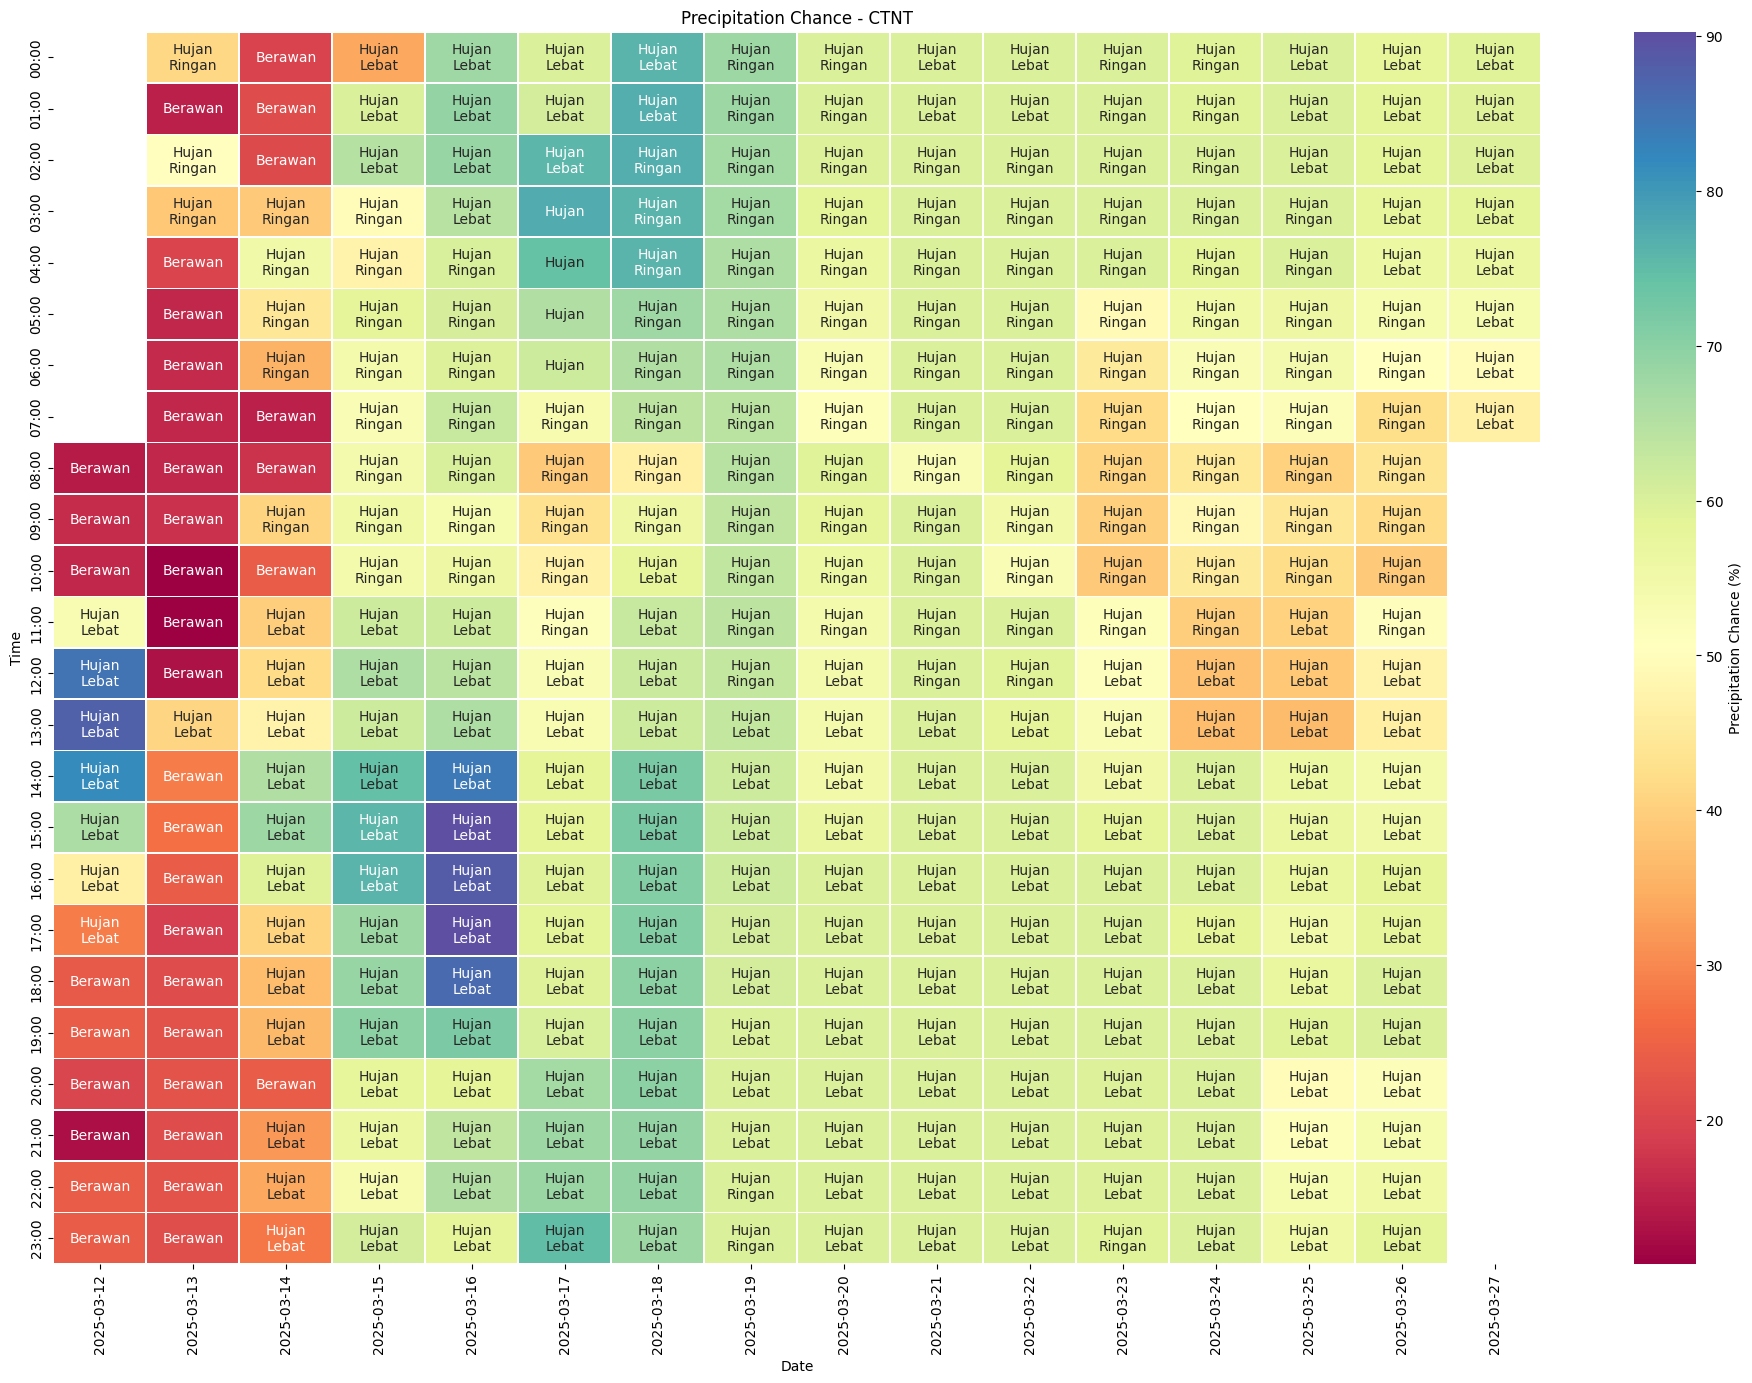 Precipitation Chance - CTNT
00:00 Hujan Ringan Berawan Hujan Lebat Hujan Lebat Hujan Lebat Hujan Lebat Hujan Ringan Hujan Ringan Hujan Lebat Hujan Lebat Hujan Ringan Hujan Ringan Hujan Lebat Hujan Lebat Hujan Lebat
01:00 Berawan Berawan Hujan Lebat Hujan Lebat Hujan Lebat Hujan Lebat Hujan Ringan Hujan Ringan Hujan Lebat Hujan Lebat Hujan Ringan Hujan Ringan Hujan Lebat Hujan Lebat Hujan Lebat
02:00 Hujan Ringan Berawan Hujan Lebat Hujan Lebat Hujan Lebat Hujan Ringan Hujan Ringan Hujan Ringan Hujan Ringan Hujan Ringan Hujan Ringan Hujan Ringan Hujan Lebat Hujan Lebat Hujan Lebat
03:00 Hujan Ringan Hujan Ringan Hujan Ringan Hujan Lebat Hujan Hujan Ringan Hujan Ringan Hujan Ringan Hujan Ringan Hujan Ringan Hujan Ringan Hujan Ringan Hujan Ringan Hujan Lebat Hujan Lebat
04:00 Berawan Hujan Ringan Hujan Ringan Hujan Ringan Hujan Hujan Ringan Hujan Ringan Hujan Ringan Hujan Ringan Hujan Ringan Hujan Ringan Hujan Ringan Hujan Ringan Hujan Lebat Hujan Lebat
05:00 Berawan Hujan Ringan Hujan Ringan Hujan Ringan Hujan Hujan Ringan Hujan Ringan Hujan Ringan Hujan Ringan Hujan Ringan Hujan Ringan Hujan Ringan Hujan Ringan Hujan Ringan Hujan Lebat
06:00 Berawan Hujan Ringan Hujan Ringan Hujan Ringan Hujan Hujan Ringan Hujan Ringan Hujan Ringan Hujan Ringan Hujan Ringan Hujan Ringan Hujan Ringan Hujan Ringan Hujan Ringan Hujan Lebat
07:00 Berawan Berawan Hujan Ringan Hujan Ringan Hujan Ringan Hujan Ringan Hujan Ringan Hujan Ringan Hujan Ringan Hujan Ringan Hujan Ringan Hujan Ringan Hujan Ringan Hujan Ringan Hujan Lebat
08:00 Berawan Berawan Berawan Hujan Ringan Hujan Ringan Hujan Ringan Hujan Ringan Hujan Ringan Hujan Ringan Hujan Ringan Hujan Ringan Hujan Ringan Hujan Ringan Hujan Ringan Hujan Ringan
09:00 Berawan Berawan Hujan Ringan Hujan Ringan Hujan Ringan Hujan Ringan Hujan Ringan Hujan Ringan Hujan Ringan Hujan Ringan Hujan Ringan Hujan Ringan Hujan Ringan Hujan Ringan Hujan Ringan
10:00 Berawan Berawan Berawan Hujan Ringan Hujan Ringan Hujan Ringan Hujan Lebat Hujan Ringan Hujan Ringan Hujan Ringan Hujan Ringan Hujan Ringan Hujan Ringan Hujan Ringan Hujan Ringan
11:00 Hujan Lebat Berawan Hujan Lebat Hujan Lebat Hujan Lebat Hujan Ringan Hujan Lebat Hujan Ringan Hujan Ringan Hujan Ringan Hujan Ringan Hujan Ringan Hujan Ringan Hujan Lebat Hujan Ringan
12:00 Hujan Lebat Berawan Hujan Lebat Hujan Lebat Hujan Lebat Hujan Lebat Hujan Lebat Hujan Ringan Hujan Lebat Hujan Ringan Hujan Ringan Hujan Lebat Hujan Lebat Hujan Lebat Hujan Lebat
13:00 Hujan Lebat Hujan Lebat Hujan Lebat Hujan Lebat Hujan Lebat Hujan Lebat Hujan Lebat Hujan Lebat Hujan Lebat Hujan Lebat Hujan Lebat Hujan Lebat Hujan Lebat Hujan Lebat Hujan Lebat
14:00 Hujan Lebat Berawan Hujan Lebat Hujan Lebat Hujan Lebat Hujan Lebat Hujan Lebat Hujan Lebat Hujan Lebat Hujan Lebat Hujan Lebat Hujan Lebat Hujan Lebat Hujan Lebat Hujan Lebat
15:00 Hujan Lebat Berawan Hujan Lebat Hujan Lebat Hujan Lebat Hujan Lebat Hujan Lebat Hujan Lebat Hujan Lebat Hujan Lebat Hujan Lebat Hujan Lebat Hujan Lebat Hujan Lebat Hujan Lebat
16:00 Hujan Lebat Berawan Hujan Lebat Hujan Lebat Hujan Lebat Hujan Lebat Hujan Lebat Hujan Lebat Hujan Lebat Hujan Lebat Hujan Lebat Hujan Lebat Hujan Lebat Hujan Lebat Hujan Lebat
17:00 Hujan Lebat Berawan Hujan Lebat Hujan Lebat Hujan Lebat Hujan Lebat Hujan Lebat Hujan Lebat Hujan Lebat Hujan Lebat Hujan Lebat Hujan Lebat Hujan Lebat Hujan Lebat Hujan Lebat
18:00 Berawan Berawan Hujan Lebat Hujan Lebat Hujan Lebat Hujan Lebat Hujan Lebat Hujan Lebat Hujan Lebat Hujan Lebat Hujan Lebat Hujan Lebat Hujan Lebat Hujan Lebat Hujan Lebat
19:00 Berawan Berawan Hujan Lebat Hujan Lebat Hujan Lebat Hujan Lebat Hujan Lebat Hujan Lebat Hujan Lebat Hujan Lebat Hujan Lebat Hujan Lebat Hujan Lebat Hujan Lebat Hujan Lebat
20:00 Berawan Berawan Berawan Hujan Lebat Hujan Lebat Hujan Lebat Hujan Lebat Hujan Lebat Hujan Lebat Hujan Lebat Hujan Lebat Hujan Lebat Hujan Lebat Hujan Lebat Hujan Lebat
21:00 Berawan Berawan Hujan Lebat Hujan Lebat Hujan Lebat Hujan Lebat Hujan Lebat Hujan Lebat Hujan Lebat Hujan Lebat Hujan Lebat Hujan Lebat Hujan Lebat Hujan Lebat Hujan Lebat
22:00 Berawan Berawan Hujan Lebat Hujan Lebat Hujan Lebat Hujan Lebat Hujan Lebat Hujan Ringan Hujan Lebat Hujan Lebat Hujan Lebat Hujan Lebat Hujan Lebat Hujan Lebat Hujan Lebat
23:00 Berawan Berawan Hujan Lebat Hujan Lebat Hujan Lebat Hujan Lebat Hujan Lebat Hujan Ringan Hujan Lebat Hujan Lebat Hujan Lebat Hujan Ringan Hujan Lebat Hujan Lebat Hujan Lebat
Time
2025-03-12 2025-03-13 2025-03-14 2025-03-15 2025-03-16 2025-03-17 2025-03-18 2025-03-19 2025-03-20 2025-03-21 2025-03-22 2025-03-23 2025-03-24 2025-03-25 2025-03-26 2025-03-27
Date
90
80
70
60
50
40
30
20
Precipitation Chance (%)